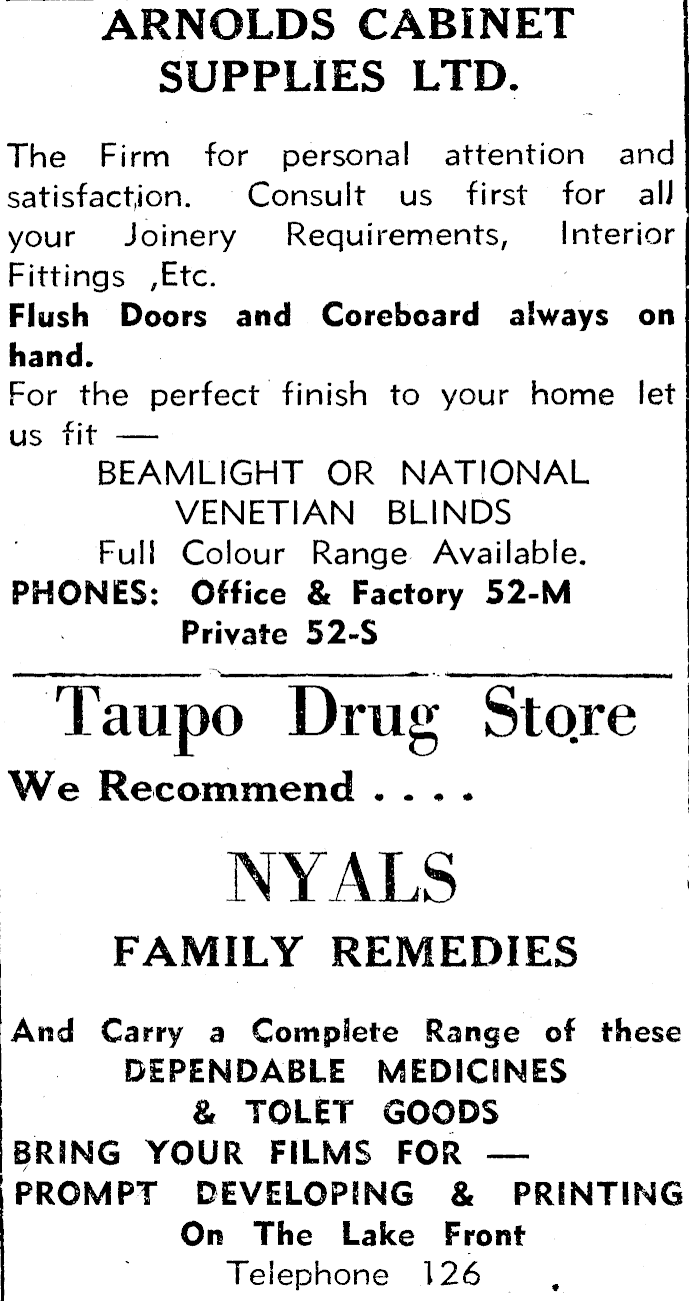 ARNOLDS CABINET
SUPPLIES LTD.
The Firm for personal attention and
satisfaction. Consult us first for all
your Joinery Requirements, Interior
Fittings ,Etc.
Flush Doors and Coreboard always on
hand.
For the perfect finish to your home let
us fit —
BEAMLIGHT OR NATIONAL
VENETIAN BLINDS
Full Colour Range Available.
PHONES: Office & Factory 52-M
Private 52-S
Taupo Drug Store
We Recommend . . . .
NYALS
FAMILY REMEDIES
And Carry a Complete Range of these
DEPENDABLE MEDICINES
& TOLET GOODS
BRING YOUR FILMS FOR —
PROMPT DEVELOPING & PRINTING
On The Lake Front
Telephone 126